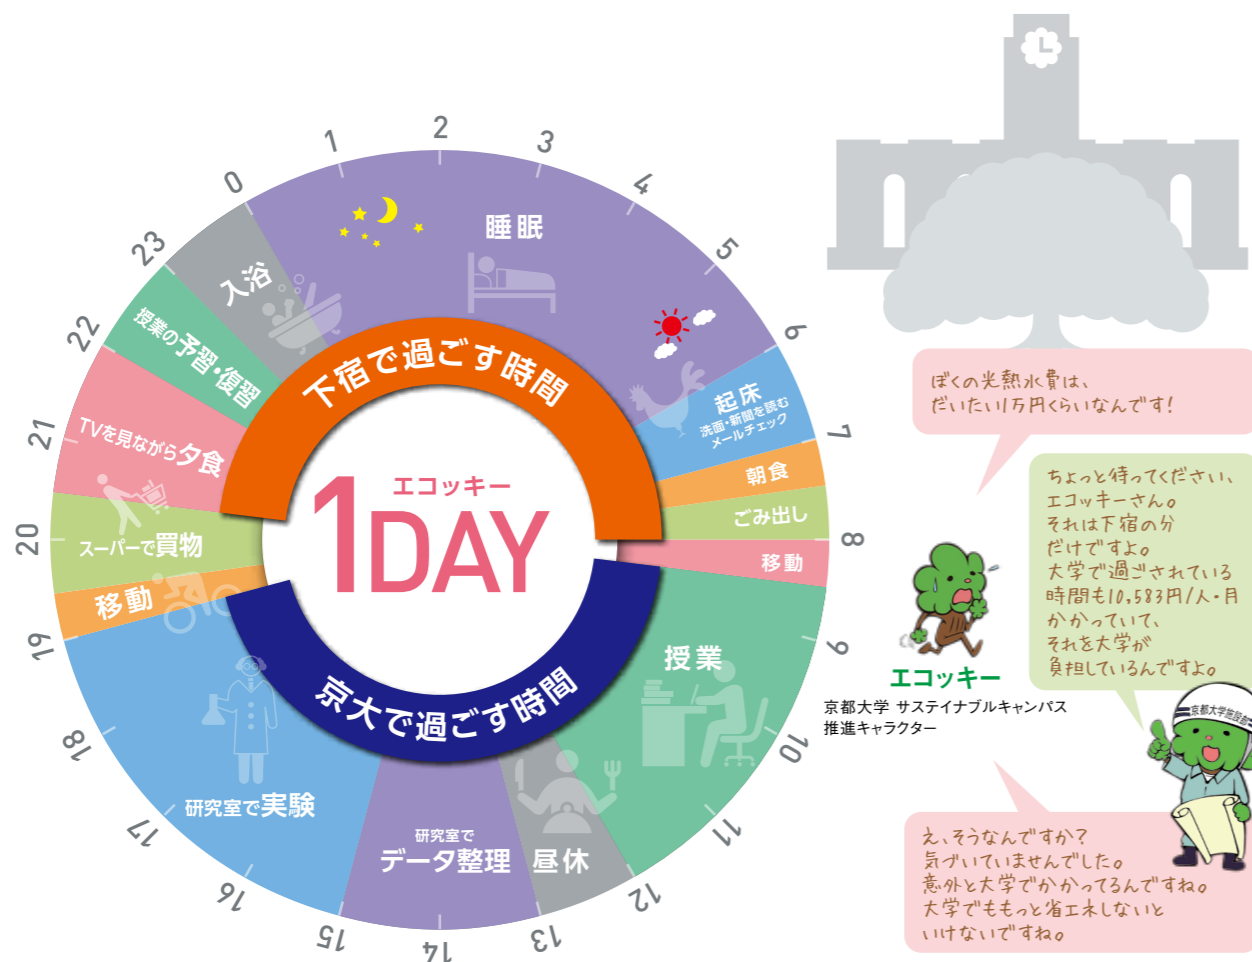 0
1
2
3
4
5
6
7
8
9
10
11
12
13
14
15
16
17
18
19
20
21
22
23
睡眠
起床
洗面・新聞を読む
メールチェック
朝食
ごみ出し
移動
授業
昼休
研究室で
データ整理
研究室で実験
移動
スーパーで買物
TVを見ながら夕食
授業の予習・復習
入浴
下宿で過ごす時間
エコッキー
1DAY
京大で過ごす時間
ぼくの光熱水費は、
だいたい1万円くらいなんです!
ちょっと待ってください、
エコッキーさん。
それは下宿の分
だけですよ。
大学で過ごされている
時間も10,583円/人・月
かかっていて、
それを大学が
負担しているんですよ。
エコッキー
京都大学 サステイナブルキャンパス
推進キャラクター
京都大学施設部
え、そうなんですか?
気づいていませんでした。
意外と大学でかかってるんですね。
大学でももっと省エネしないと
いけないですね。